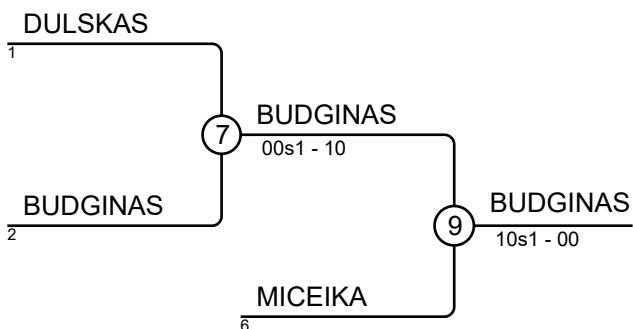 DULSKAS
1
7
BUDGINAS
00s1 - 10
BUDGINAS
2
9
BUDGINAS
10s1 - 00
MICEIKA
6